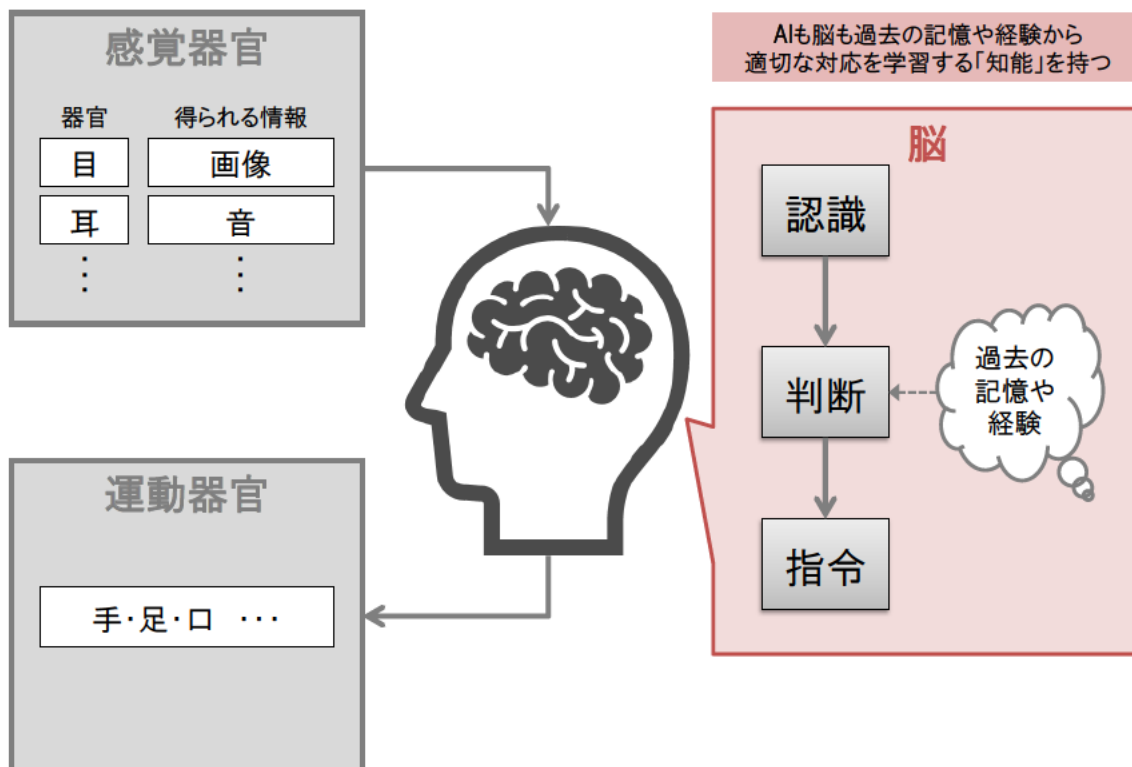 感覚器官
器官 得られる情報
目 画像
耳 音
⋮ ⋮
運動器官
手・足・口 ･･･
AIも脳も過去の記憶や経験から
適切な対応を学習する「知能」を持つ
脳
認識
判断
指令
過去の
記憶や
経験